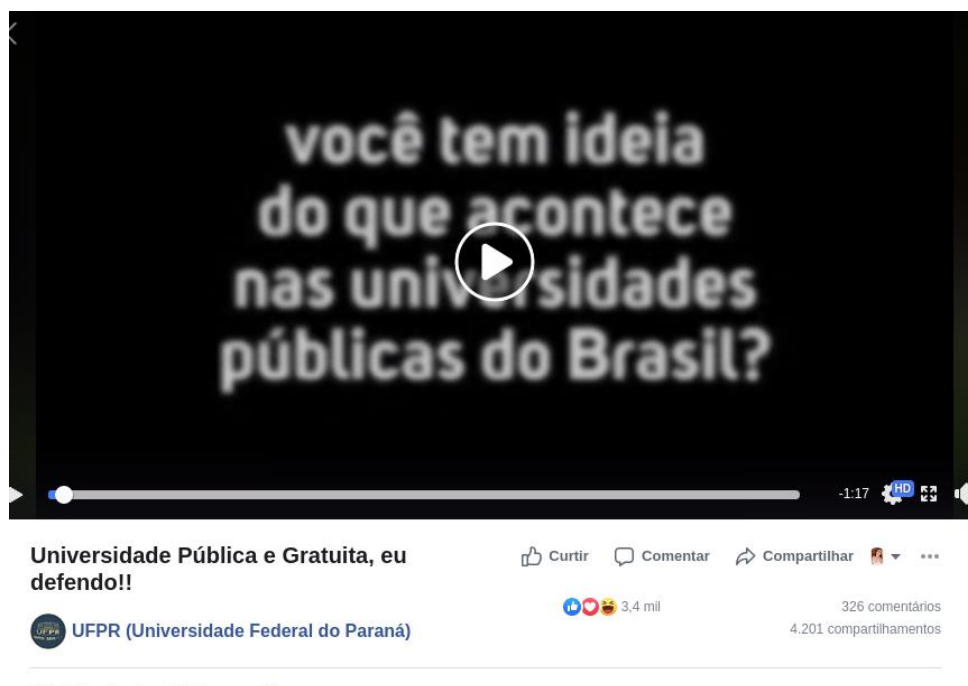 você tem ideia
do que acontece
nas universidades
públicas do Brasil?
-1:17
HD
Universidade Pública e Gratuita, eu
defendo!!
Curtir
Comentar
Compartilhar
3,4 mil
326 comentários
UFPR
UFPR (Universidade Federal do Paraná)
4.201 compartilhamentos